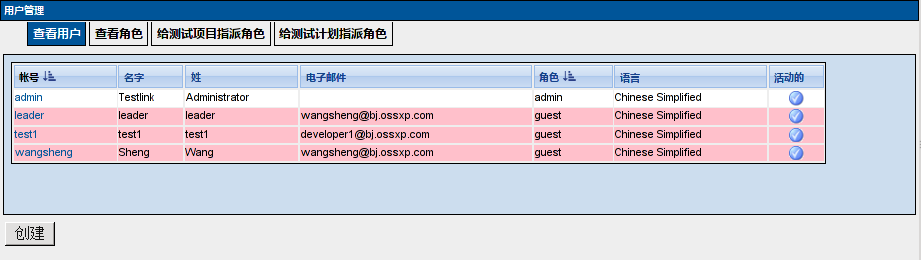 用户管理
查看用户 查看角色 给测试项目指派角色 给测试计划指派角色
帐号 名字 姓 电子邮件 角色 语言 活动的
admin Testlink Administrator admin Chinese Simplified
leader leader leader wangsheng@bj.ossxp.com guest Chinese Simplified
test1 test1 test1 developer1@bj.ossxp.com guest Chinese Simplified
wangsheng Sheng Wang wangsheng@bj.ossxp.com guest Chinese Simplified
创建